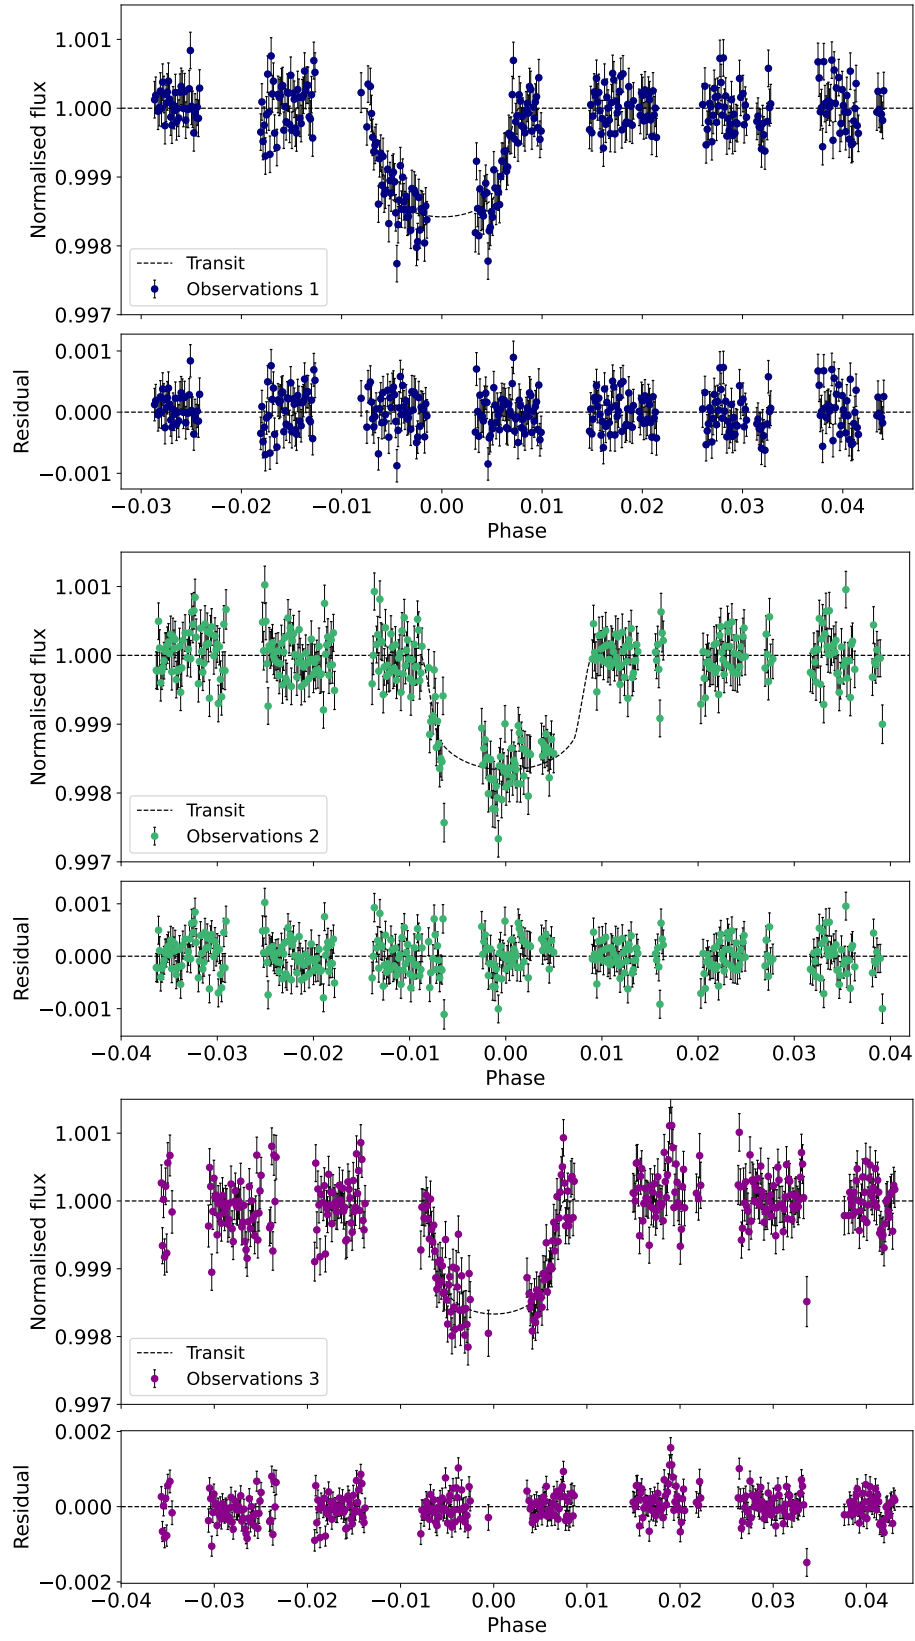 1.001
1.000
0.999
0.998
0.997
Normalised flux
Transit
Observations 1
0.001
0.000
−0.001
Residual
−0.03 −0.02 −0.01 0.00 0.01 0.02 0.03 0.04
Phase
1.001
1.000
0.999
0.998
0.997
Normalised flux
Transit
Observations 2
0.001
0.000
−0.001
Residual
−0.04 −0.03 −0.02 −0.01 0.00 0.01 0.02 0.03 0.04
Phase
1.001
1.000
0.999
0.998
0.997
Normalised flux
Transit
Observations 3
0.002
0.000
−0.002
Residual
−0.04 −0.03 −0.02 −0.01 0.00 0.01 0.02 0.03 0.04
Phase